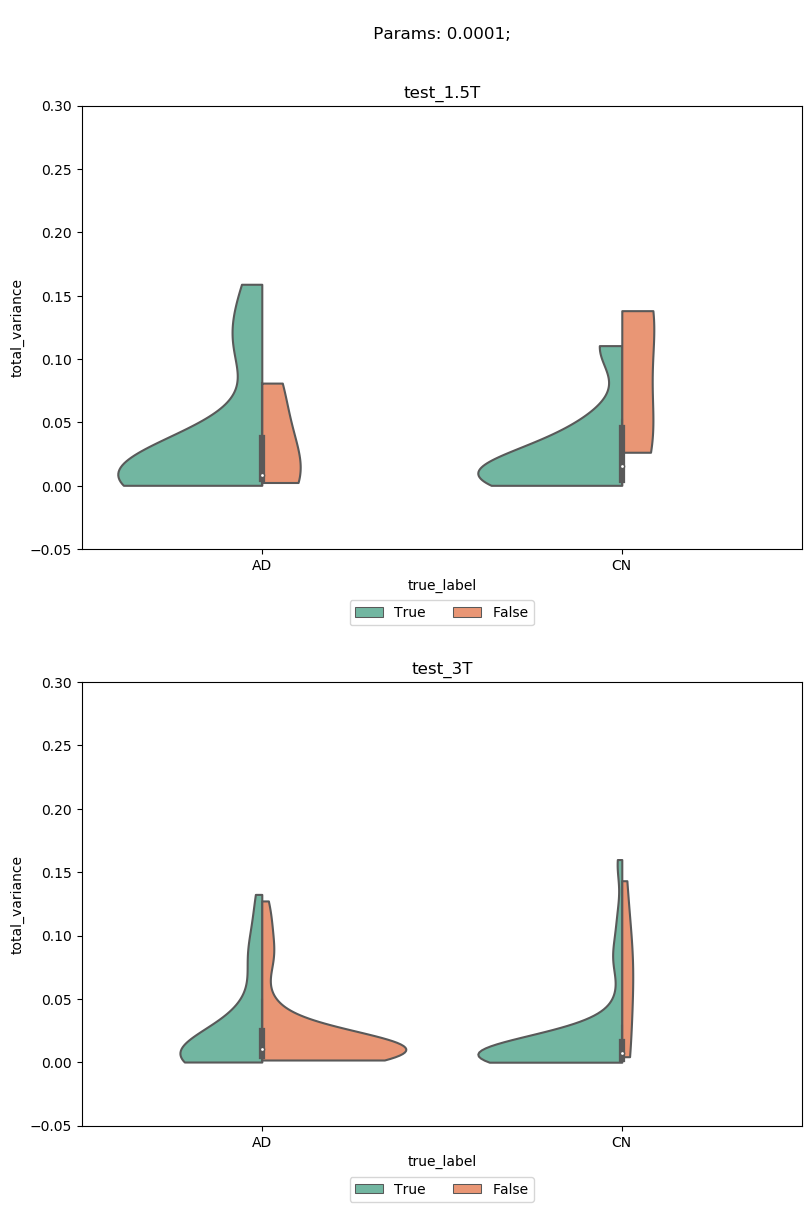 Params: 0.0001;
test_1.5T
0.30
0.25
0.20
0.15
0.10
0.05
0.00
−0.05
total_variance
AD CN
true_label
True False
test_3T
0.30
0.25
0.20
0.15
0.10
0.05
0.00
−0.05
total_variance
AD CN
true_label
True False